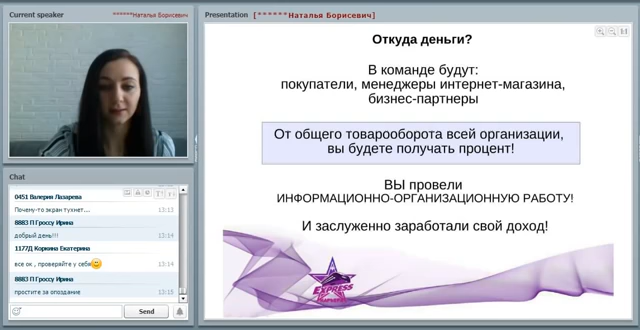 Current speaker
******Наталья Борисевич
Presentation
[******Наталья Борисевич]
Откуда деньги?
В команде будут:
покупатели, менеджеры интернет-магазина,
бизнес-партнеры
От общего товарооборота всей организации,
вы будете получать процент!
ВЫ провели
ИНФОРМАЦИОННО-ОРГАНИЗАЦИОННУЮ РАБОТУ!
И заслуженно заработали свой доход!
EXPRESS
Chat
0451 Валерия Лазарева
Почему-то экран тухнет...
13:13
8883 П Гроссу Ирина
добрый день!!!
13:14
1177Д Коркина Екатерина
все ок , проверяйте у себя
13:14
8883 П Гроссу Ирина
простите за опоздание
13:15
Send